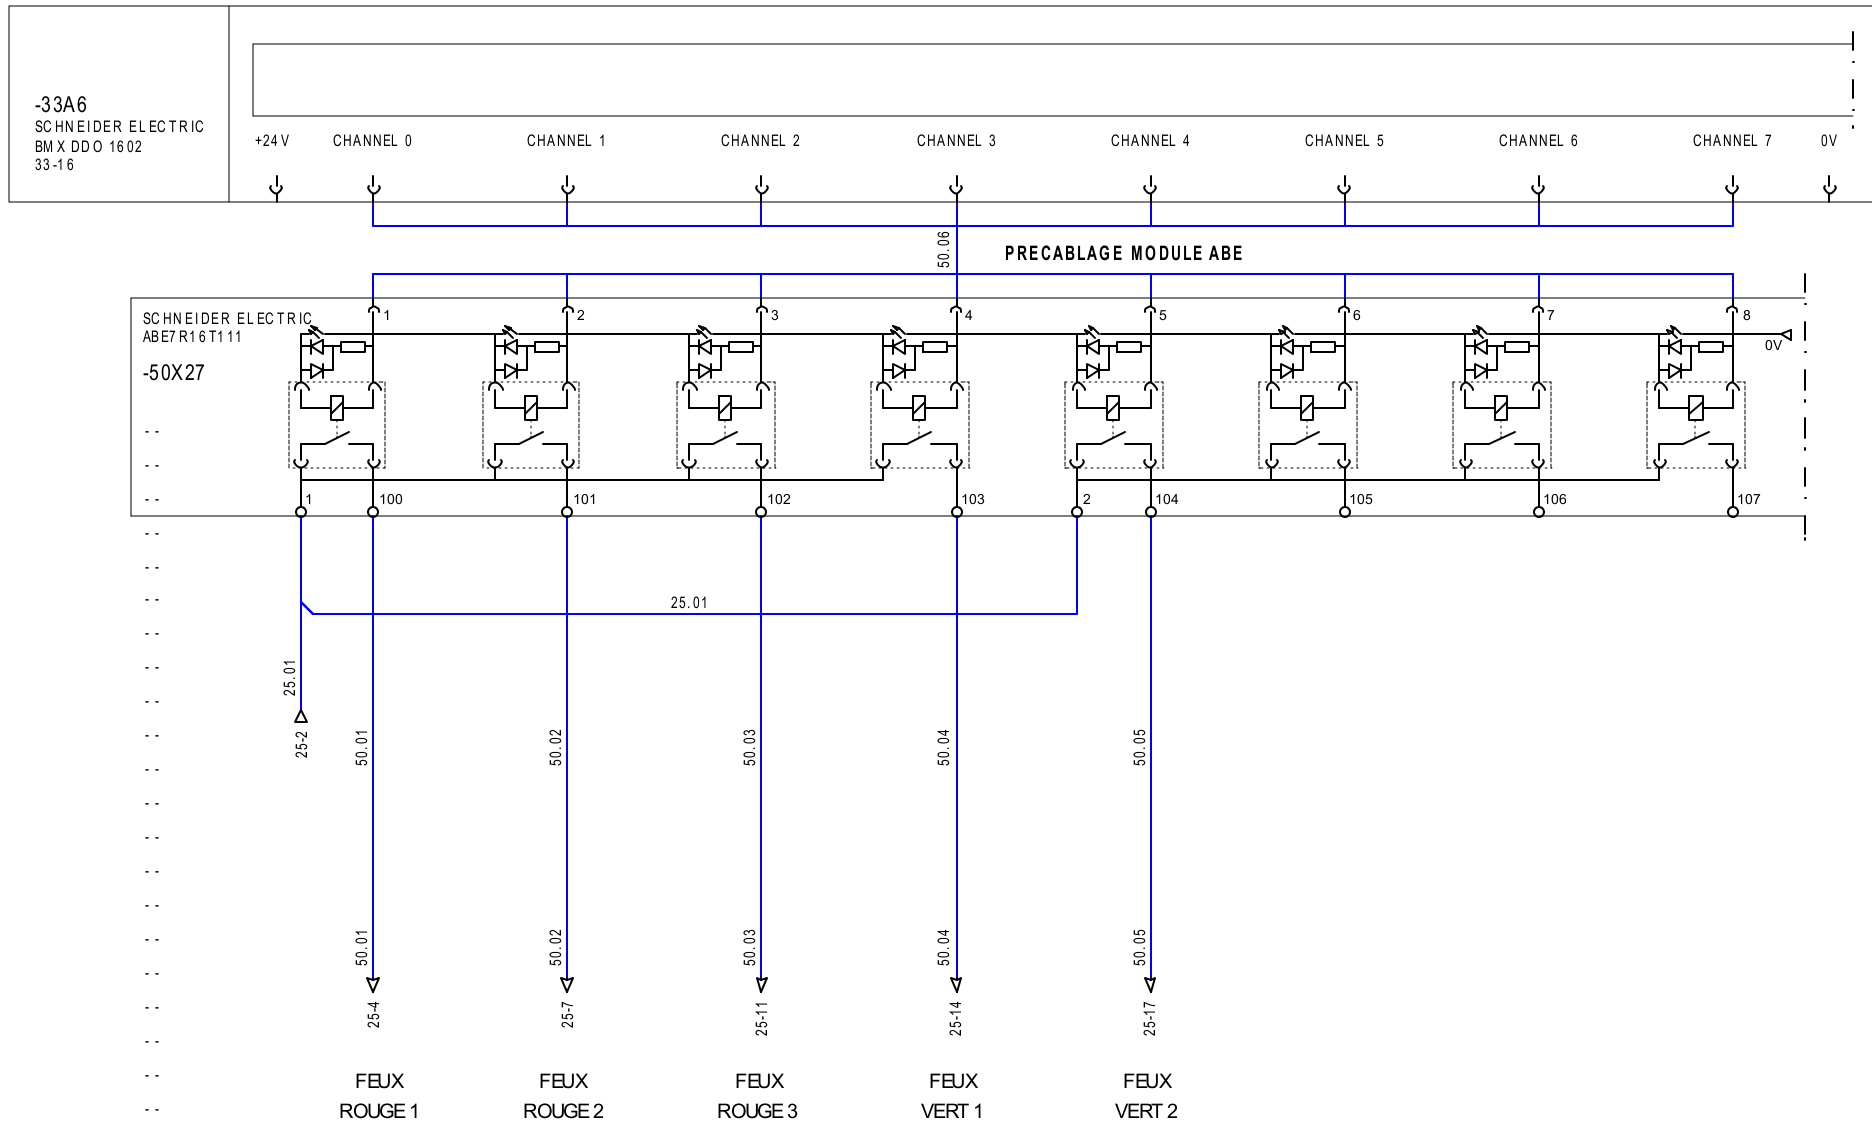 -33A6
SCHNEIDER ELECTRIC
BMX DDO 1602
33-16
+24V CHANNEL 0 CHANNEL 1 CHANNEL 2 CHANNEL 3 CHANNEL 4 CHANNEL 5 CHANNEL 6 CHANNEL 7 0V
50.06
PRECABLAGE MODULE ABE
SCHNEIDER ELECTRIC
ABE7R16T111
-50X27
1 2 3 4 5 6 7 8
0V
- -
- -
- -
1 100 101 102 103 2 104 105 106 107
- -
- -
- -
25.01
- -
25.01
- -
- -
25-2 50.01 50.02 50.03 50.04 50.05
- -
- -
- -
- -
- -
- -
50.01 50.02 50.03 50.04 50.05
- -
- -
25-4 25-7 25-11 25-14 25-17
- -
- -
- -
FEUX FEUX FEUX FEUX FEUX
ROUGE 1 ROUGE 2 ROUGE 3 VERT 1 VERT 2
- -